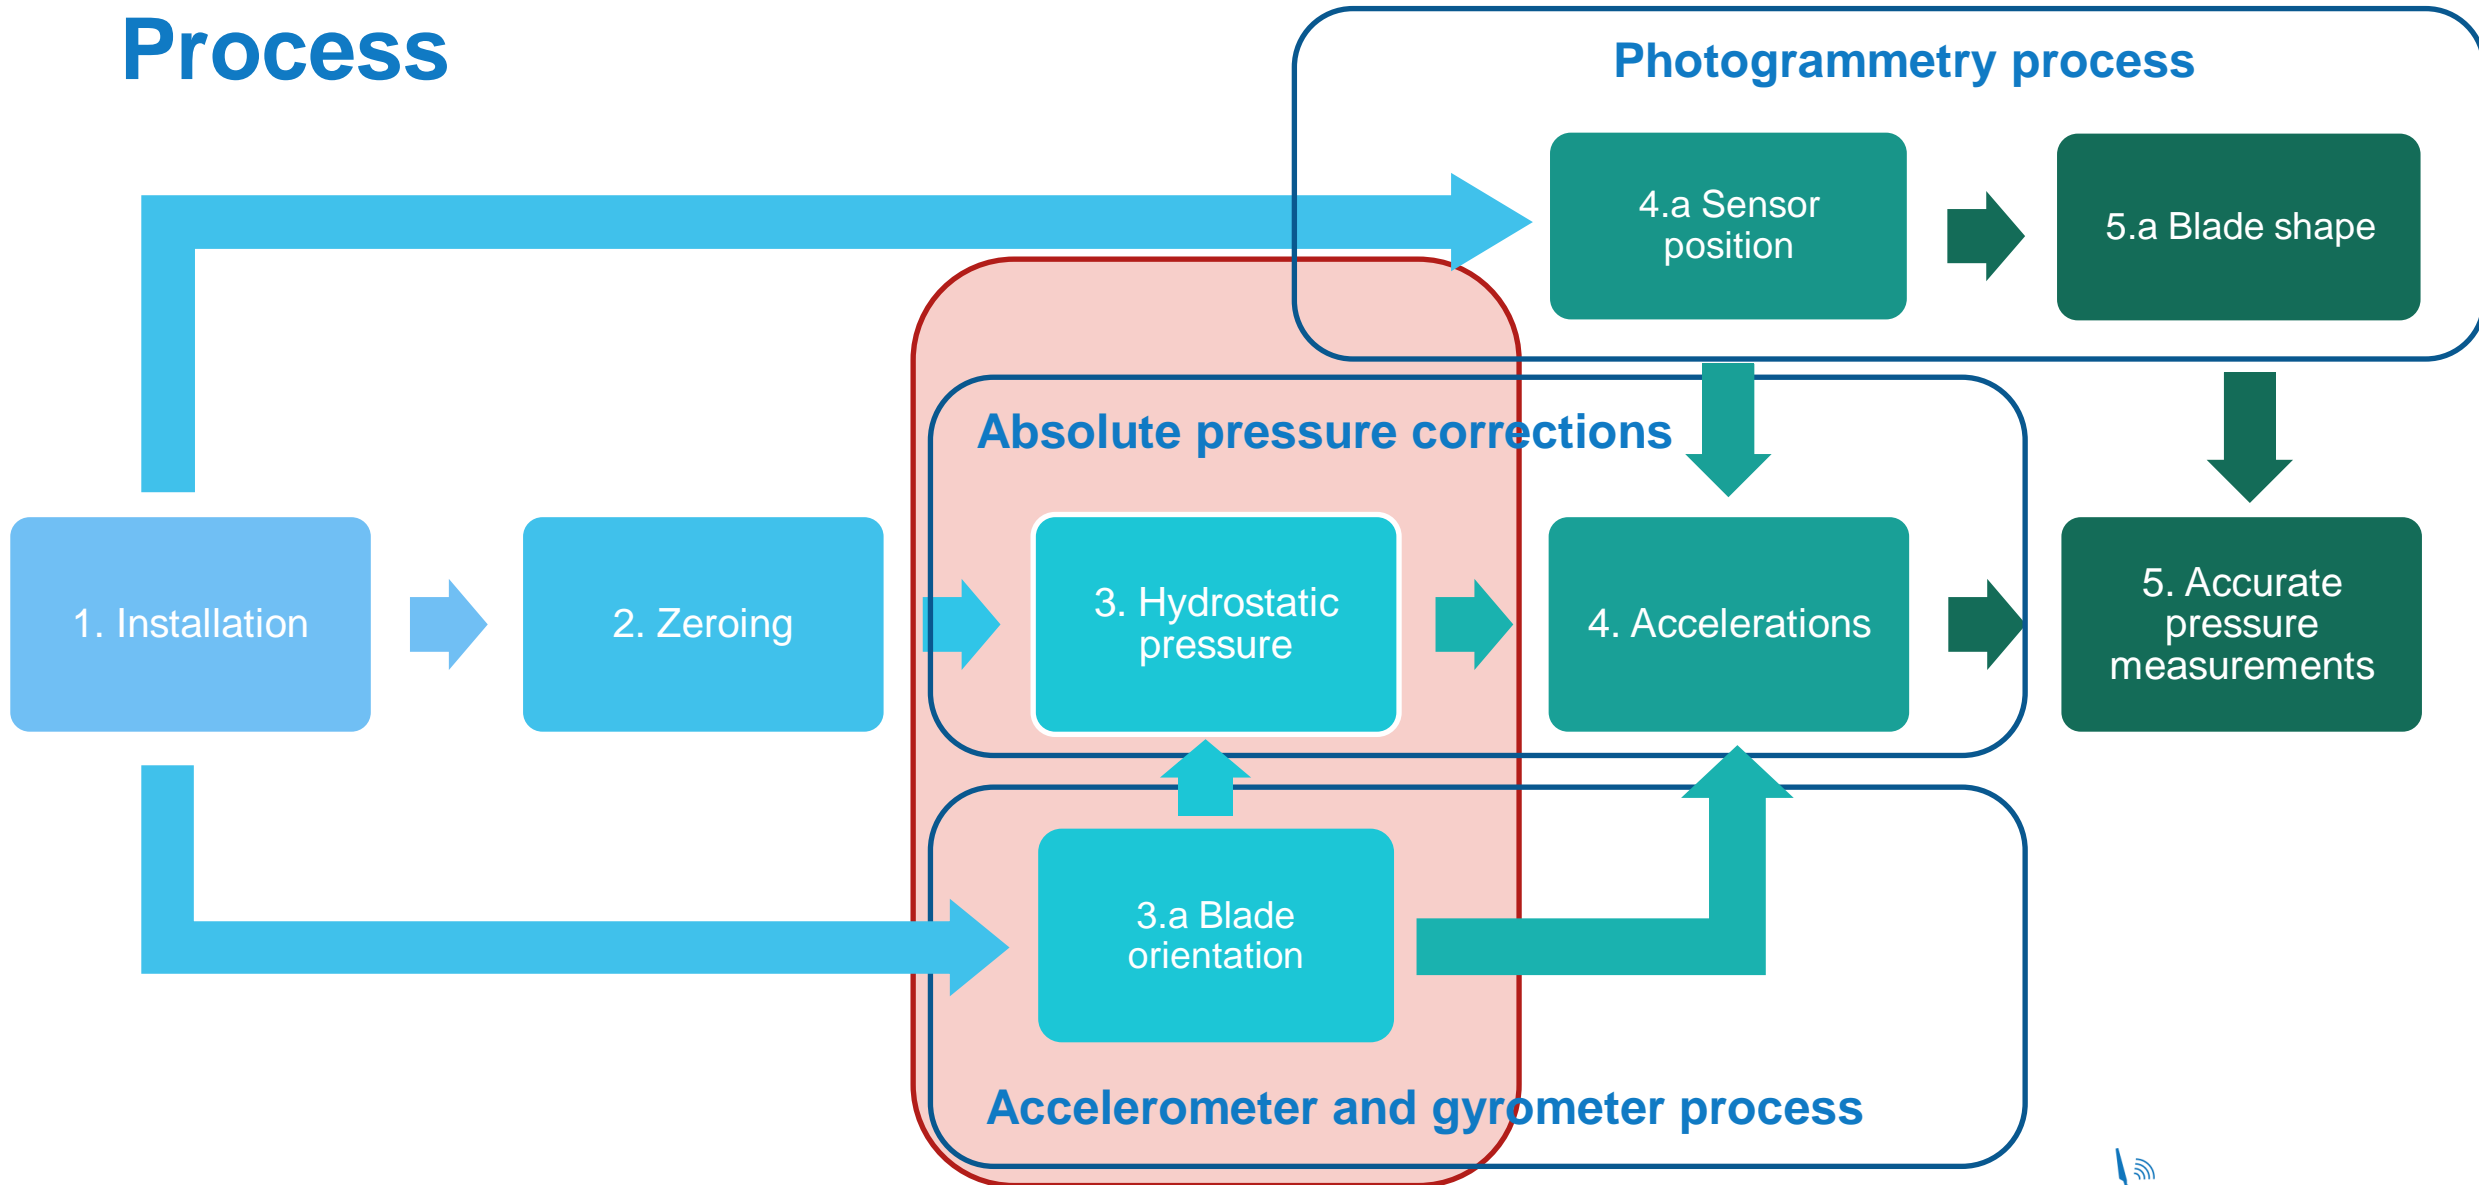 Process
Photogrammetry process
4.a Sensor
position
5.a Blade shape
Absolute pressure corrections
1. Installation
2. Zeroing
3. Hydrostatic
pressure
4. Accelerations
5. Accurate
pressure
measurements
3.a Blade
orientation
Accelerometer and gyrometer process